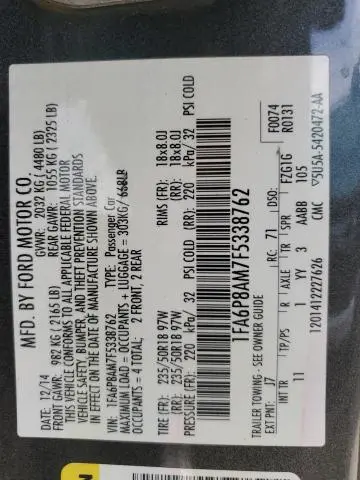 MFD. BY FORD MOTOR CO.
DATE: 12/14 GVWR: 2032 KG ( 4480 LB)
FRONT GAWR: 982 KG ( 2165 LB) REAR GAWR: 1055 KG ( 2325 LB)
THIS VEHICLE CONFORMS TO ALL APPLICABLE FEDERAL MOTOR
VEHICLE SAFETY, BUMPER, AND THEFT PREVENTION STANDARDS
IN EFFECT ON THE DATE OF MANUFACTURE SHOWN ABOVE.
VIN: 1FA6P8AM7F5338762
TYPE: Passenger Car
MAXIMUM LOAD = OCCUPANTS + LUGGAGE = 303KG/ 668LB
OCCUPANTS = 4 TOTAL: 2 FRONT, 2 REAR
TIRE (FR): 235/50R18 97W RIMS (FR): 18x8.0J
(RR): 235/50R18 97W (RR): 18x8.0J
PRESSURE (FR): 220 kPa/ 32 PSI COLD (RR): 220 kPa/ 32 PSI COLD
1FA6P8AM7F5338762
TRAILER TOWING - SEE OWNER GUIDE
F0074
R0131
EXT PNT: J7 RC: 71 DSO:
INT TR TP/PS R AXLE TR SPR FZG1G
11 1 YY 3 AABB 105
1201412227626 CMC 5U5A-5420472-AA